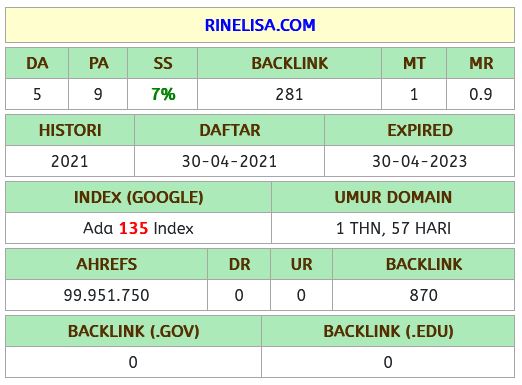 RINELISA.COM
DA PA SS BACKLINK MT MR
5 9 7% 281 1 0.9
HISTORI DAFTAR EXPIRED
2021 30-04-2021 30-04-2023
INDEX (GOOGLE) UMUR DOMAIN
Ada 135 Index 1 THN, 57 HARI
AHREFS DR UR BACKLINK
99.951.750 0 0 870
BACKLINK (.GOV) BACKLINK (.EDU)
0 0